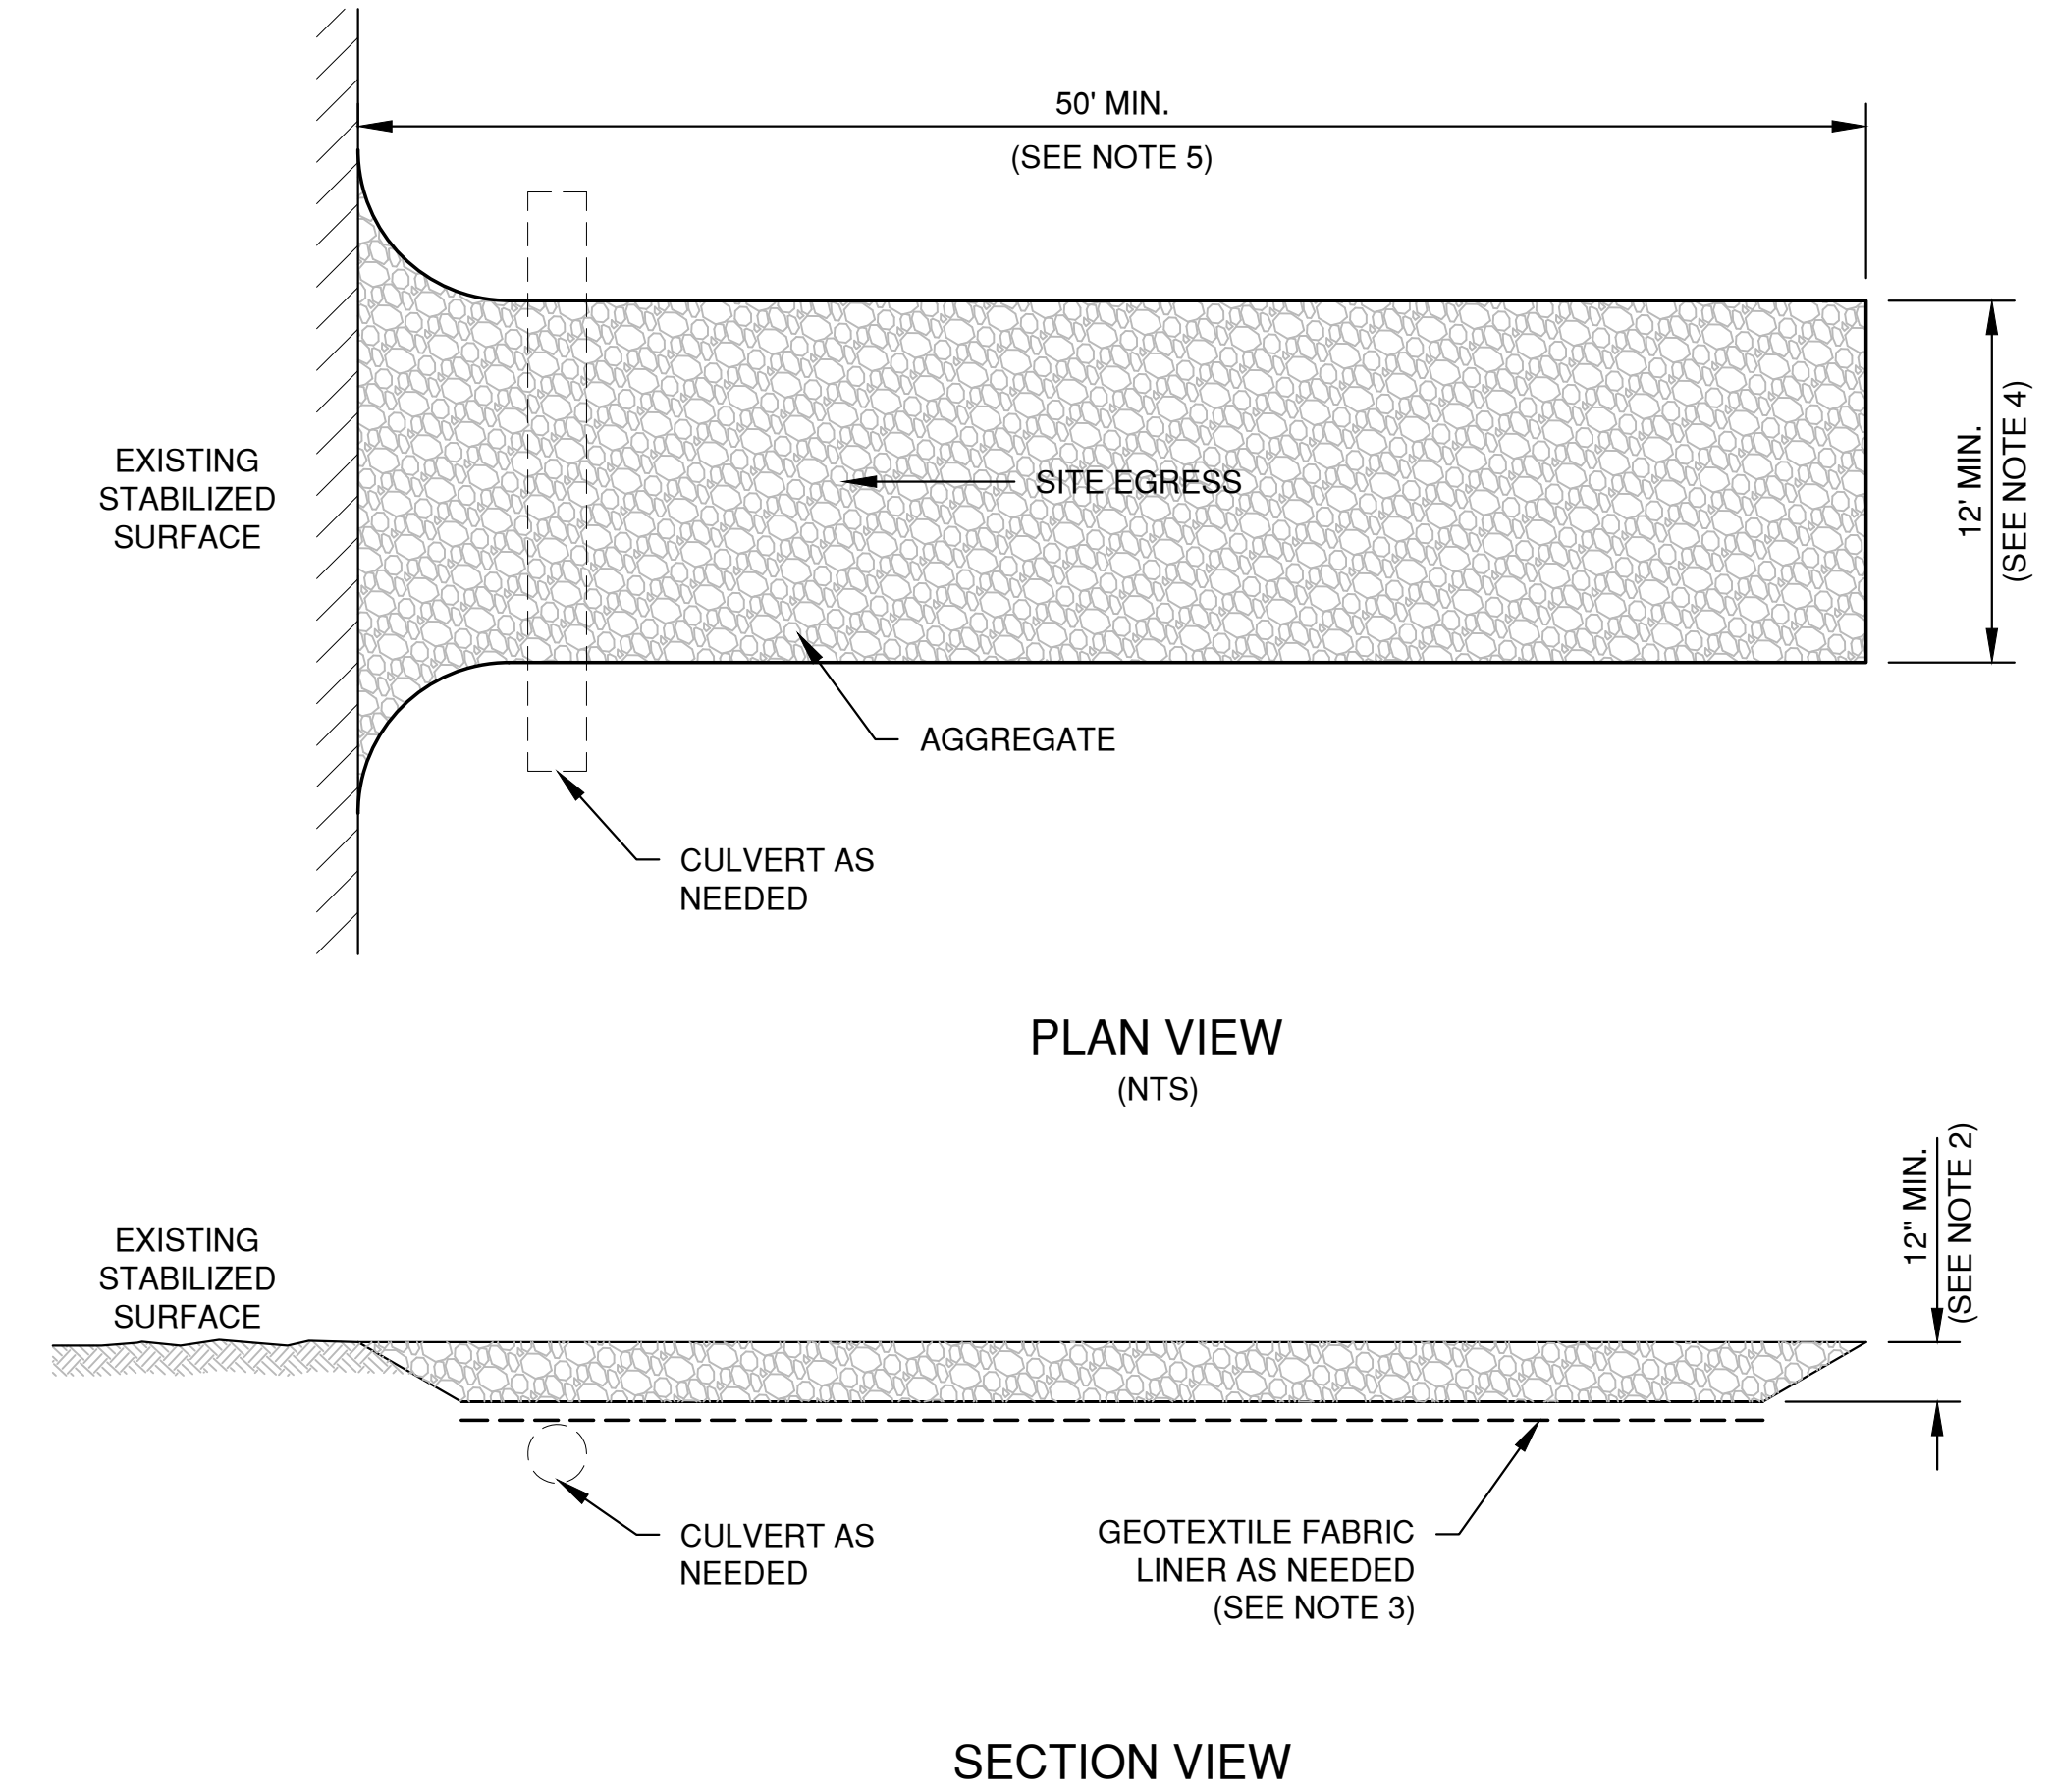 50' MIN.
(SEE NOTE 5)
EXISTING
STABILIZED
SURFACE
SITE EGRESS
12' MIN.
(SEE NOTE 4)
AGGREGATE
CULVERT AS
NEEDED
PLAN VIEW
(NTS)
12" MIN.
(SEE NOTE 2)
EXISTING
STABILIZED
SURFACE
CULVERT AS
NEEDED
GEOTEXTILE FABRIC
LINER AS NEEDED
(SEE NOTE 3)
SECTION VIEW